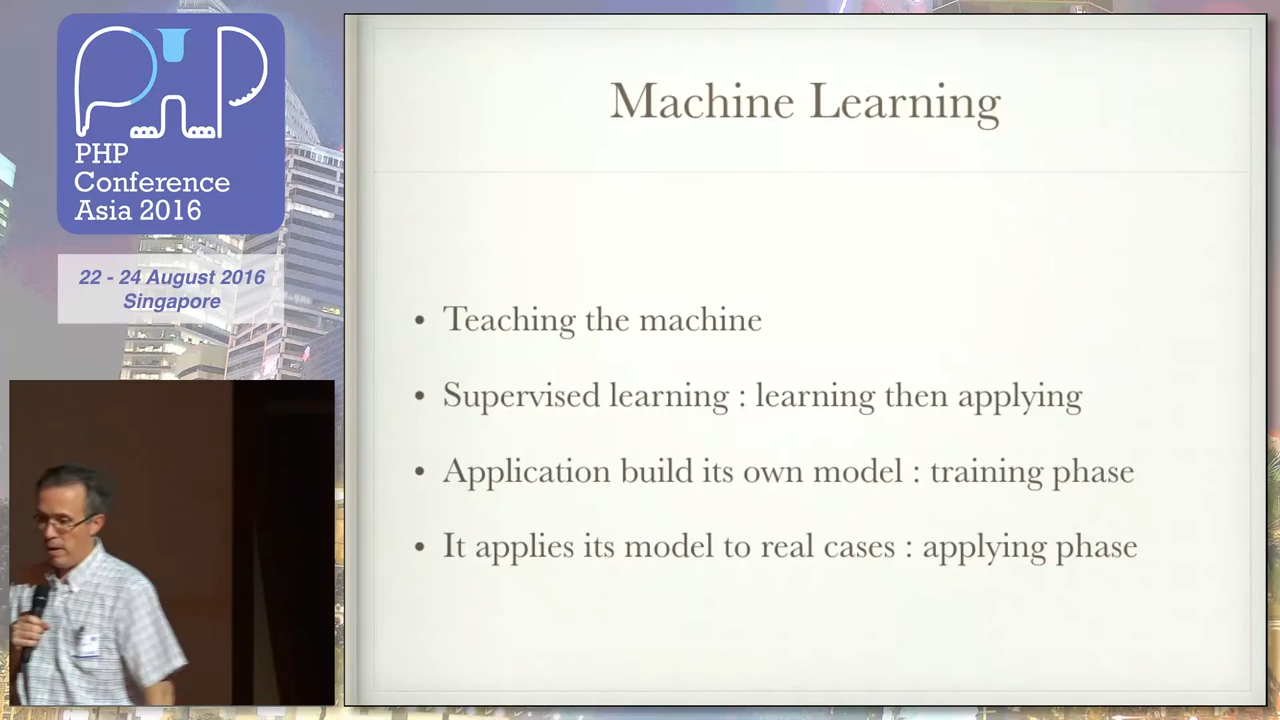 PHP
Conference
Asia 2016
22 - 24 August 2016
Singapore
Machine Learning
• Teaching the machine
• Supervised learning : learning then applying
• Application build its own model : training phase
• It applies its model to real cases : applying phase